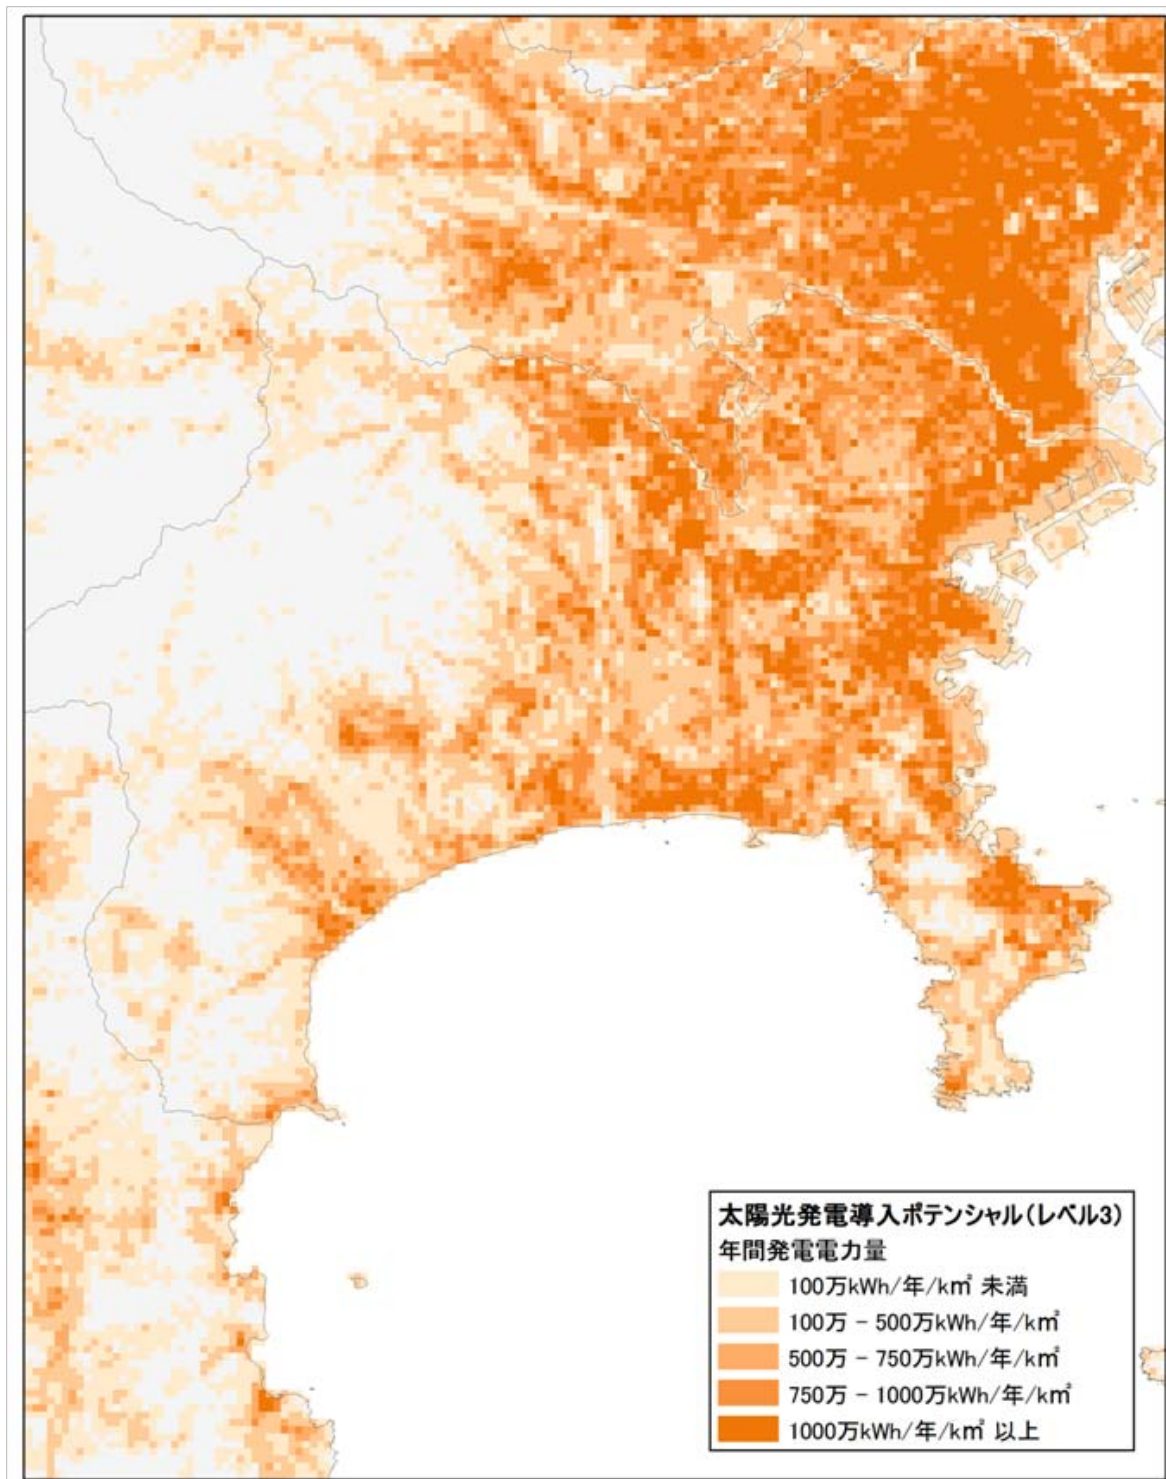 太陽光発電導入ポテンシャル(レベル3)
年間発電電力量
100万kWh/年/k㎡ 未満
100万 - 500万kWh/年/k㎡
500万 - 750万kWh/年/k㎡
750万 - 1000万kWh/年/k㎡
1000万kWh/年/k㎡ 以上